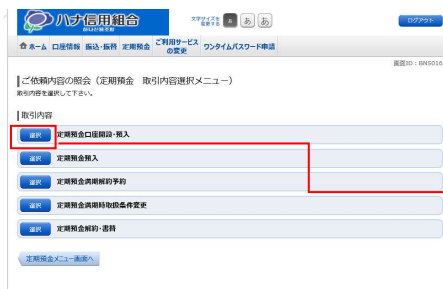 ハナ信用組合
文字サイズを
変更する
あ
あ
あ
ログアウト
ホーム 口座情報 振込・振替 定期預金 ご利用サービスの変更 ワンタイムパスワード申請
画面ID：BNS016
ご依頼内容の照会（定期預金　取引内容選択メニュー）
取引内容を選択して下さい。
取引内容
選択 定期預金口座開設・預入
選択 定期預金預入
選択 定期預金満期解約予約
選択 定期預金満期時取扱条件変更
選択 定期預金解約・書替
定期預金メニュー画面へ